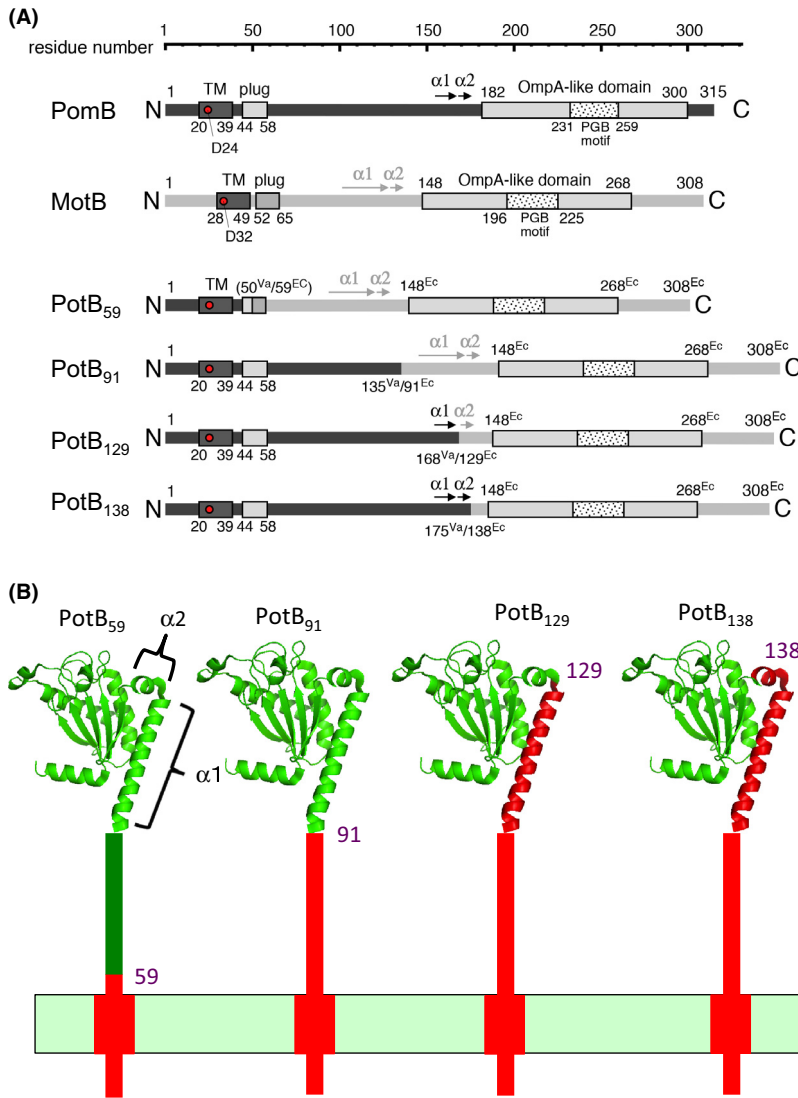 (A)
residue number 1 50 100 150 200 250 300
PomB N 1 TM plug α1 α2 182 OmpA-like domain 300 315 C
20 39 44 58 231 PGB motif 259
D24
MotB N 1 TM plug α1 α2 148 OmpA-like domain 268 308 C
28 49 52 65 196 PGB motif 225
D32
PotB59 N 1 TM (50Va/59EC) α1 α2 148Ec 268Ec 308Ec C
20 39 44 58
PotB91 N 1 α1 α2 148Ec 268Ec 308Ec C
20 39 44 58 135Va/91Ec
PotB129 N 1 α1 α2 148Ec 268Ec 308Ec C
20 39 44 58 168Va/129Ec
PotB138 N 1 α1 α2 148Ec 268Ec 308Ec C
20 39 44 58 175Va/138Ec
(B)
PotB59 α2 PotB91 PotB129 PotB138
129 138
α1
91
59